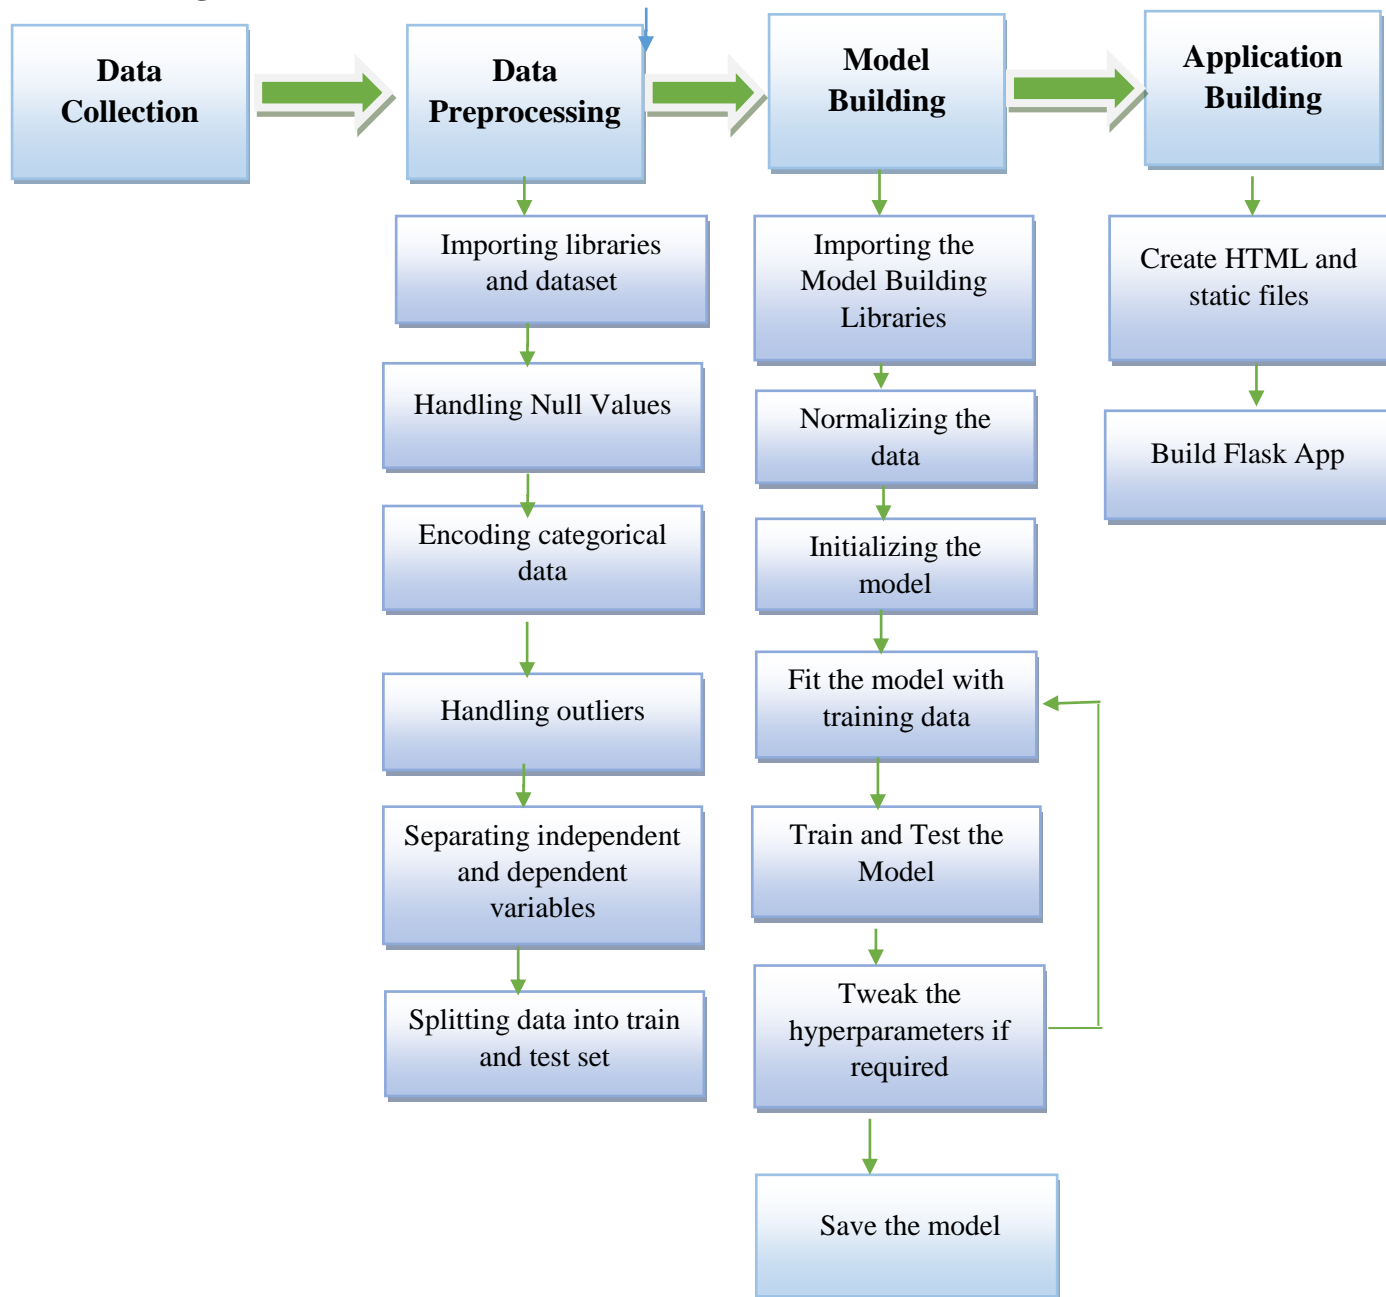 Data
Collection
Data
Preprocessing
Model
Building
Application
Building
Importing libraries
and dataset
Handling Null Values
Encoding categorical
data
Handling outliers
Separating independent
and dependent
variables
Splitting data into train
and test set
Importing the
Model Building
Libraries
Normalizing the
data
Initializing the
model
Fit the model with
training data
Train and Test the
Model
Tweak the
hyperparameters if
required
Save the model
Create HTML and
static files
Build Flask App